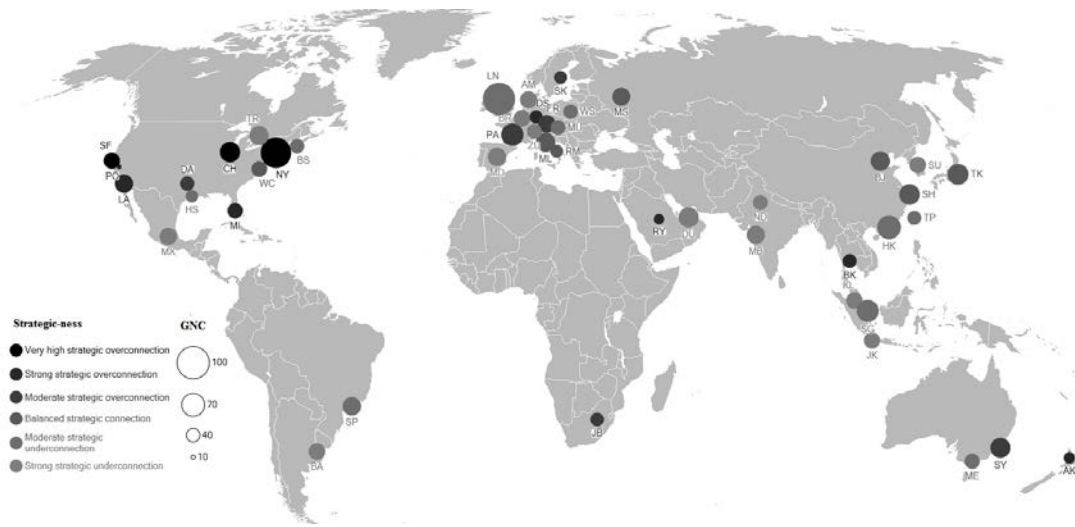 LN
AM
SK
DS
FR
WS
MS
BR
MU
PA
ZU
ML
RM
MD
TR
SF
PO
CH
NY
BS
LA
DA
HS
WC
MI
MX
BJ
SU
TK
SH
TP
HK
RY
DU
ND
MB
BK
KL
SG
JK
SP
BA
JB
ME
SY
AK
Strategic-ness
Very high strategic overconnection
Strong strategic overconnection
Moderate strategic overconnection
Balanced strategic connection
Moderate strategic
underconnection
Strong strategic underconnection
GNC
100
70
40
10